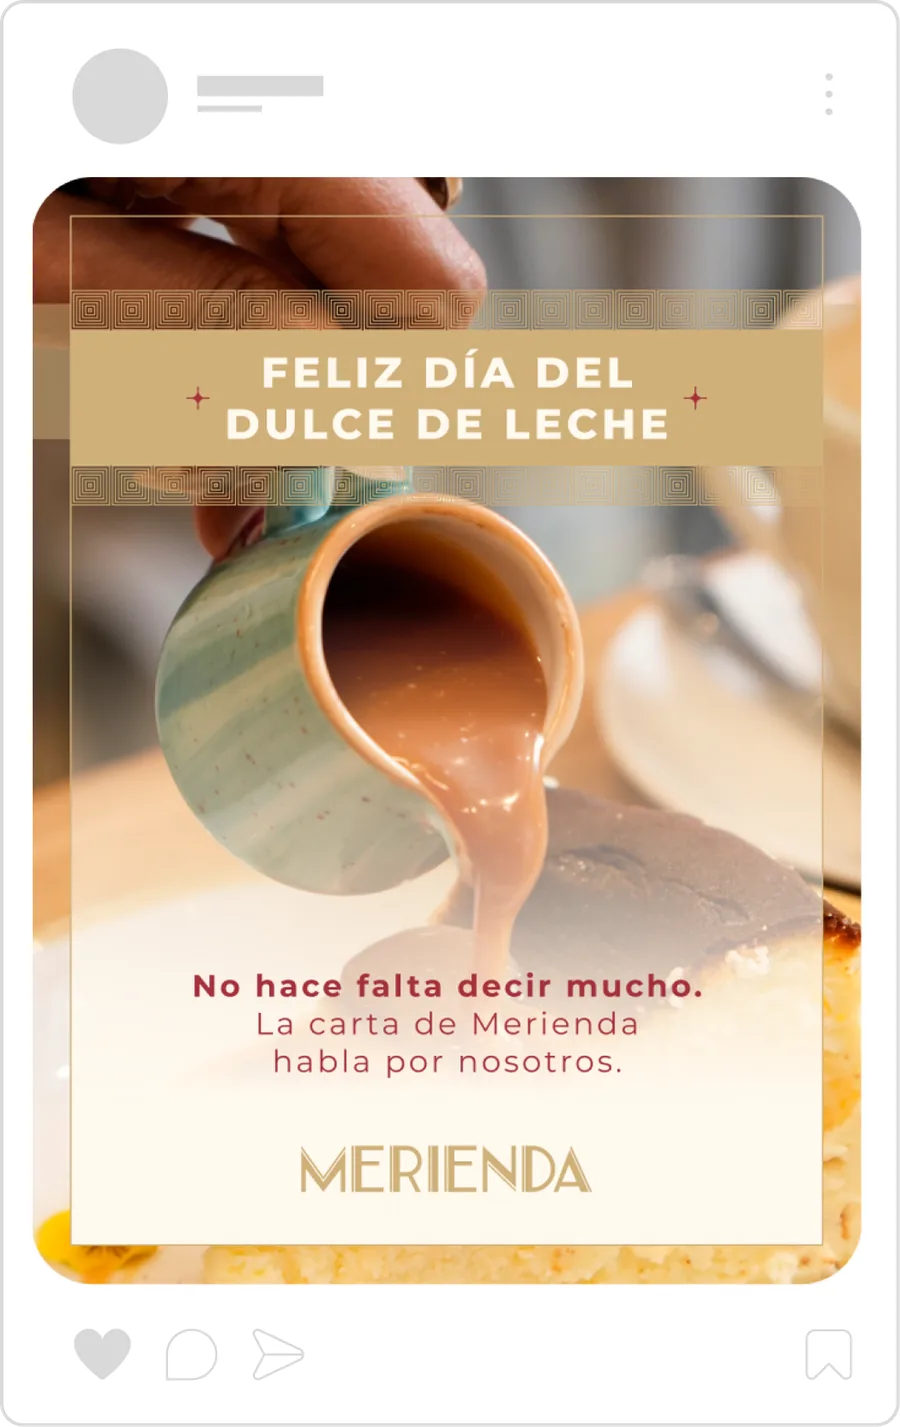 FELIZ DÍA DEL
DULCE DE LECHE
No hace falta decir mucho.
La carta de Merienda
habla por nosotros.
MERIENDA